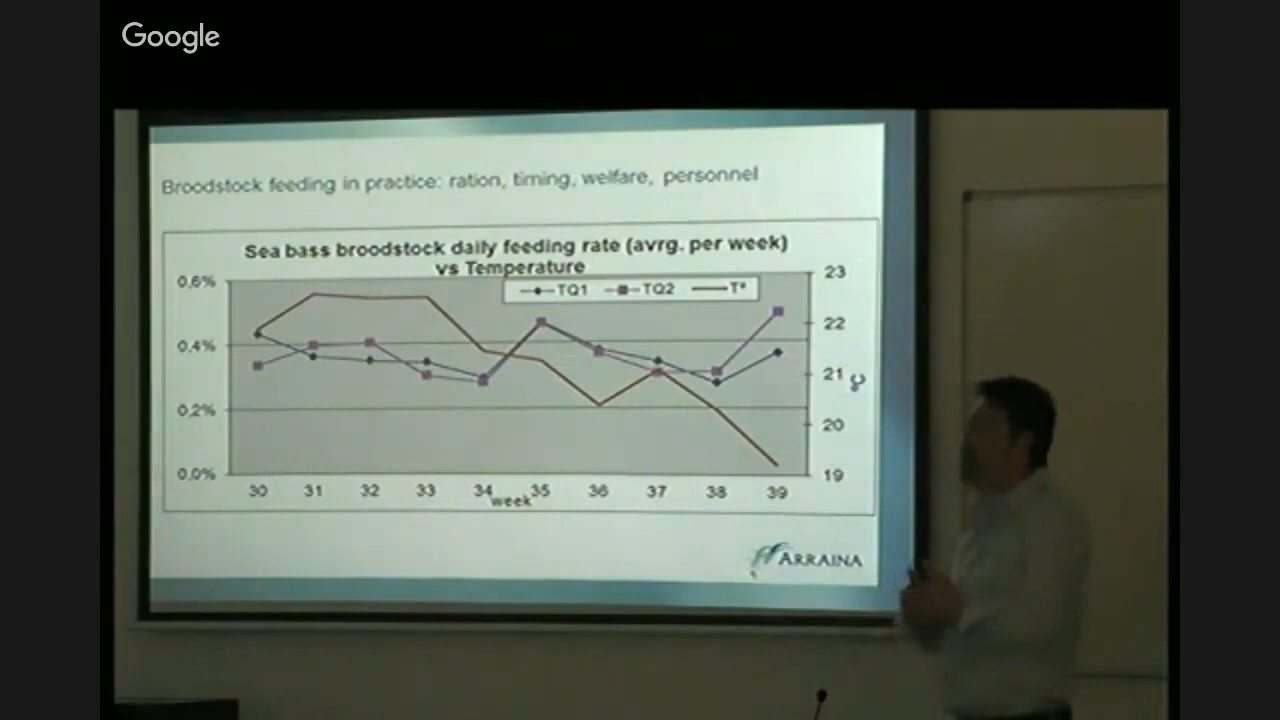 Google
Broodstock feeding in practice: ration, timing, welfare, personnel
Sea bass broodstock daily feeding rate (avrg. per week)
vs Temperature
TQ1 TQ2 Tª
0,6%
0,4%
0,2%
0,0%
23
22
21
20
19
ºC
30 31 32 33 34 35 36 37 38 39
week
ARRAINA